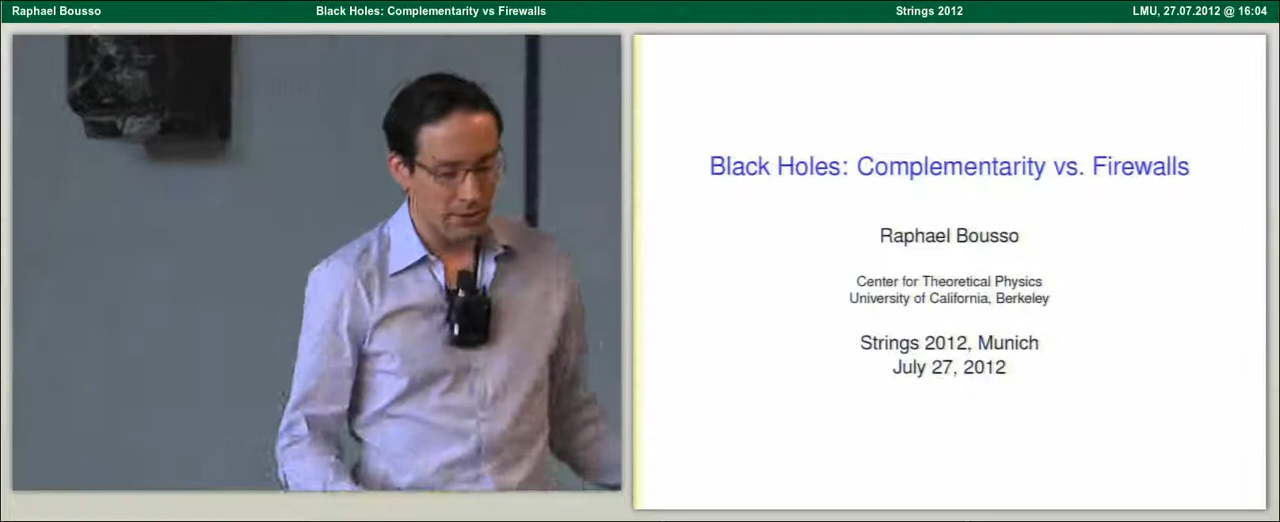 Raphael Bousso
Black Holes: Complementarity vs Firewalls
Strings 2012
LMU, 27.07.2012 @ 16:04
Black Holes: Complementarity vs. Firewalls
Raphael Bousso
Center for Theoretical Physics
University of California, Berkeley
Strings 2012, Munich
July 27, 2012